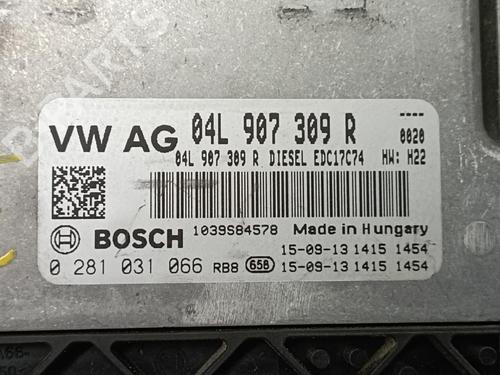 VW AG 04L 907 309 R ----
0020
04L 907 309 R DIESEL EDC17C74 HW: H22
BOSCH 1039S84578 Made in Hungary
15-09-13 1415 1454
0 281 031 066 RB8 658 15-09-13 1415 1454